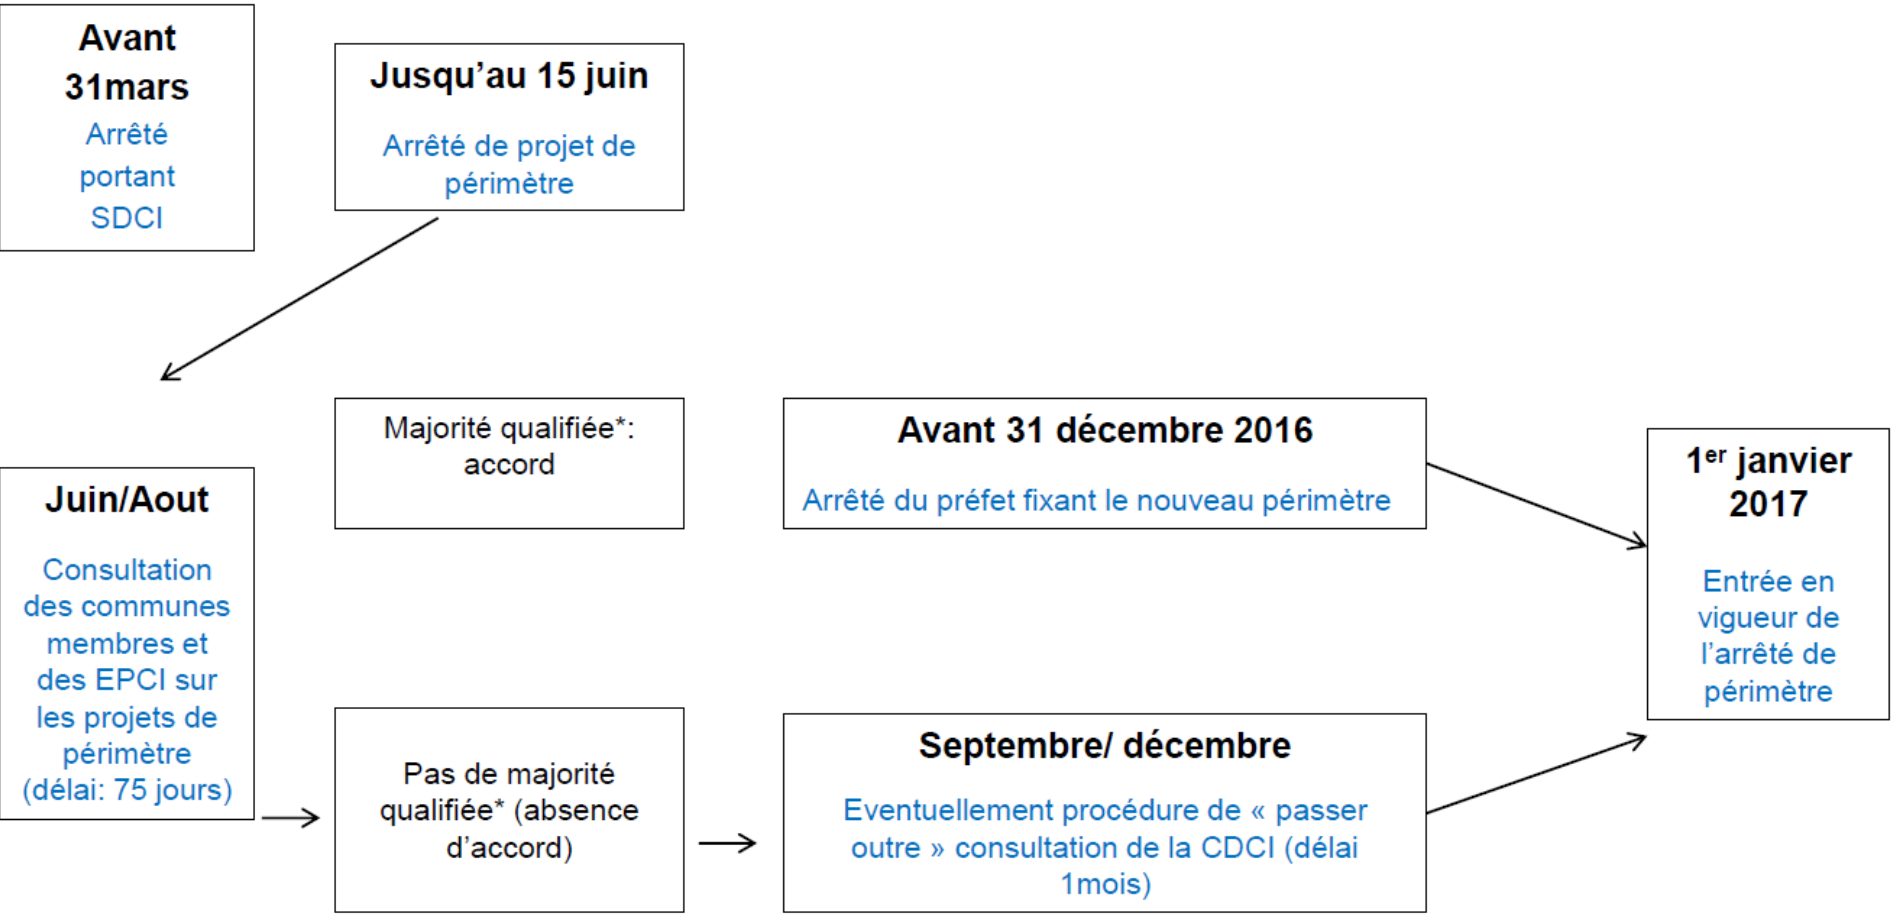 Avant
31mars
Arrêté
portant
SDCI
Jusqu'au 15 juin
Arrêté de projet de
périmètre
Juin/Aout
Consultation
des communes
membres et
des EPCI sur
les projets de
périmètre
(délai: 75 jours)
Majorité qualifiée*:
accord
Avant 31 décembre 2016
Arrêté du préfet fixant le nouveau périmètre
Pas de majorité
qualifiée* (absence
d'accord)
Septembre/ décembre
Eventuellement procédure de « passer
outre » consultation de la CDCI (délai
1mois)
1er janvier
2017
Entrée en
vigueur de
l'arrêté de
périmètre